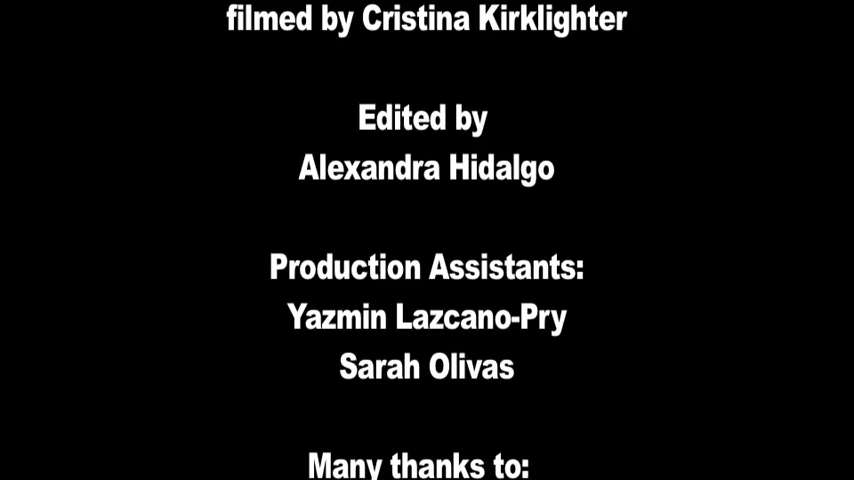 filmed by Cristina Kirklighter
Edited by
Alexandra Hidalgo
Production Assistants:
Yazmin Lazcano-Pry
Sarah Olivas
Many thanks to: